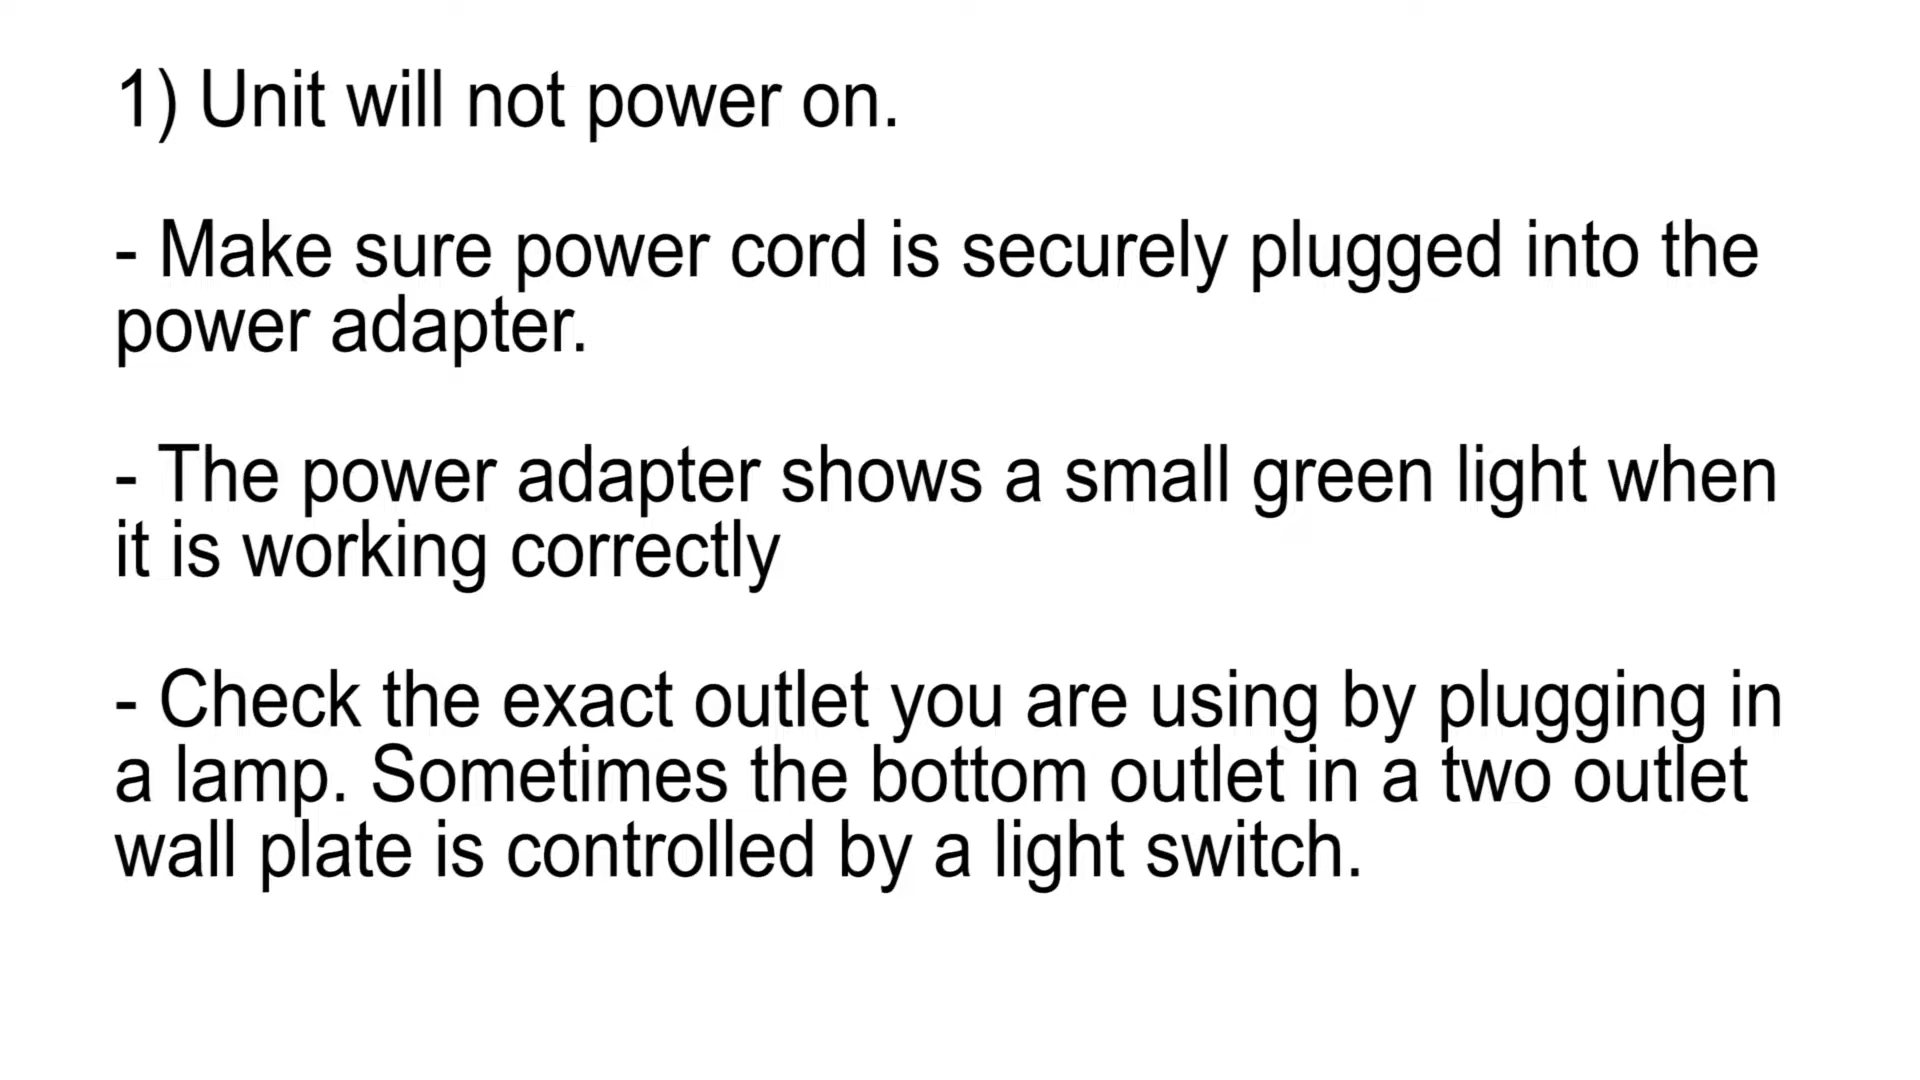 1) Unit will not power on.
- Make sure power cord is securely plugged into the
power adapter.
- The power adapter shows a small green light when
it is working correctly
- Check the exact outlet you are using by plugging in
a lamp. Sometimes the bottom outlet in a two outlet
wall plate is controlled by a light switch.